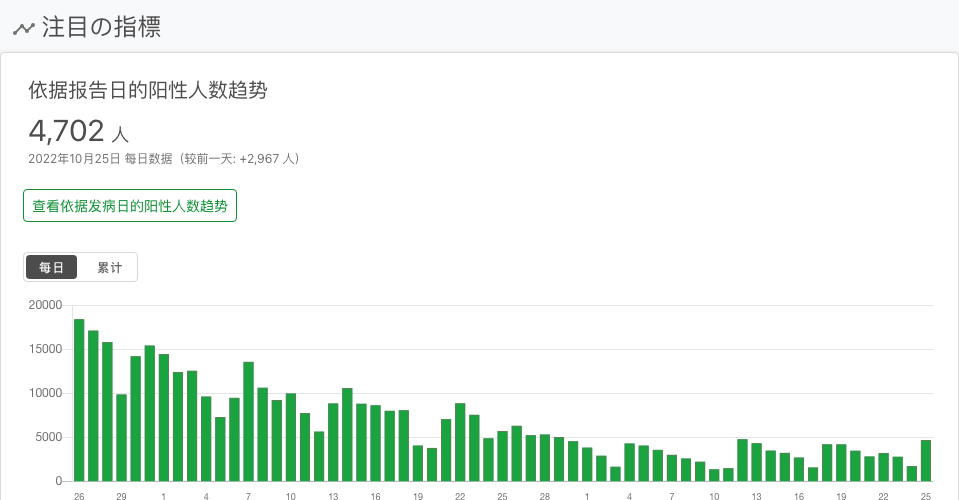 注目の指標
依据报告日的阳性人数趋势
4,702 人
2022年10月25日 每日数据（较前一天: +2,967 人）
查看依据发病日的阳性人数趋势
每日 累计
20000
15000
10000
5000
0
26 29 1 4 7 10 13 16 19 22 25 28 1 4 7 10 13 16 19 22 25